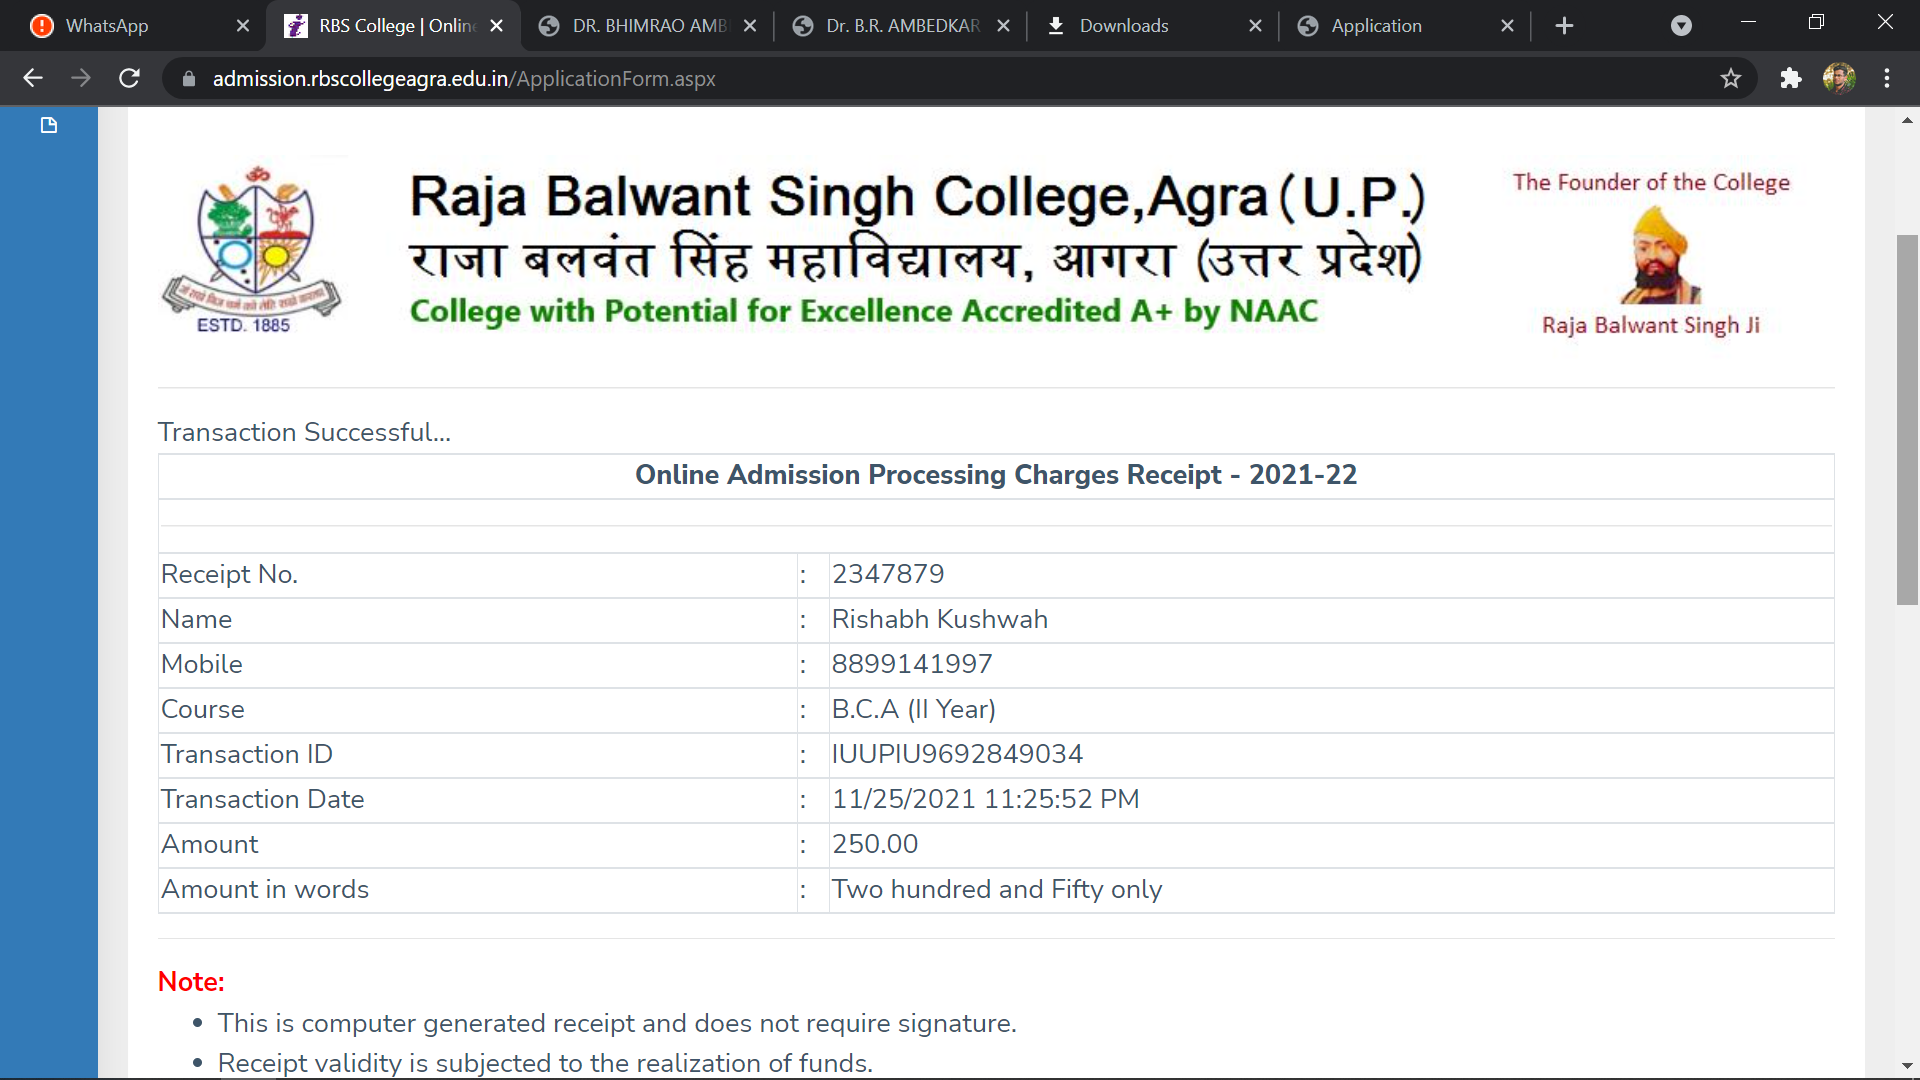 WhatsApp
RBS College | Online
DR. BHIMRAO AMB
Dr. B.R. AMBEDKAR
Downloads
Application
admission.rbscollegeagra.edu.in/ApplicationForm.aspx
ESTD. 1885
Raja Balwant Singh College,Agra (U.P.)
राजा बलवंत सिंह महाविद्यालय, आगरा (उत्तर प्रदेश)
College with Potential for Excellence Accredited A+ by NAAC
The Founder of the College
Raja Balwant Singh Ji
Transaction Successful...
Online Admission Processing Charges Receipt - 2021-22
Receipt No. : 2347879
Name : Rishabh Kushwah
Mobile : 8899141997
Course : B.C.A (II Year)
Transaction ID : IUUPIU9692849034
Transaction Date : 11/25/2021 11:25:52 PM
Amount : 250.00
Amount in words : Two hundred and Fifty only
Note:
• This is computer generated receipt and does not require signature.
• Receipt validity is subjected to the realization of funds.